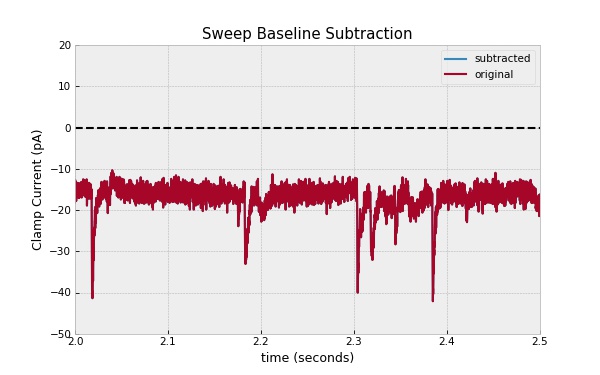 Sweep Baseline Subtraction
subtracted
original
20
10
0
−10
−20
−30
−40
−50
Clamp Current (pA)
2.0
2.1
2.2
2.3
2.4
2.5
time (seconds)